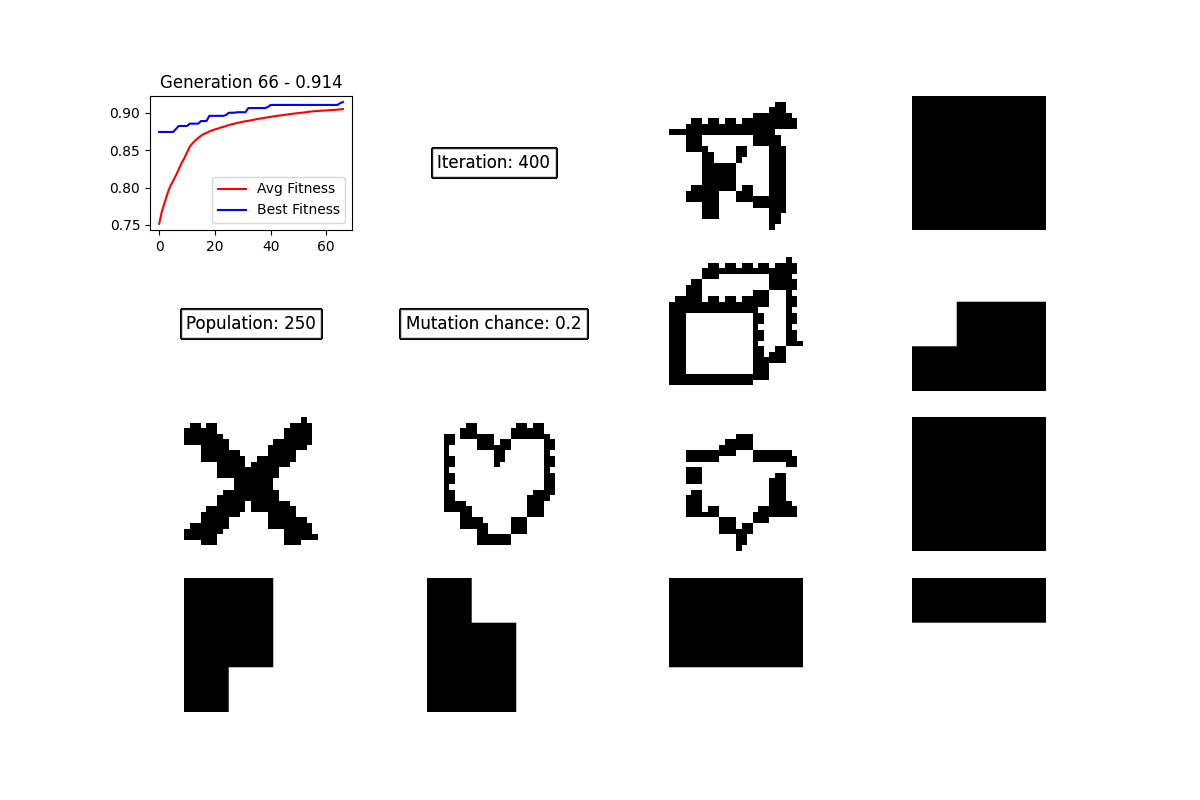 Generation 66 - 0.914
0.90
0.85
0.80
0.75
Avg Fitness
Best Fitness
0 20 40 60
Iteration: 400
Population: 250
Mutation chance: 0.2